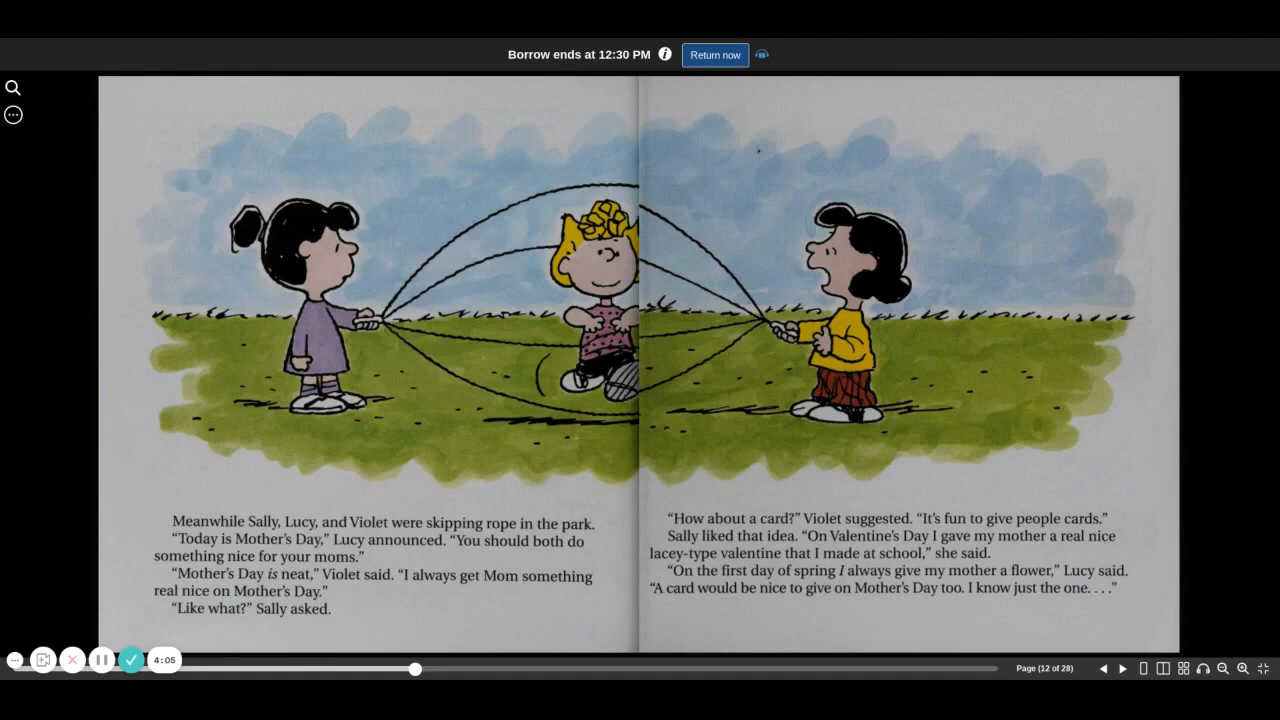 Borrow ends at 12:30 PM
Return now
Meanwhile Sally, Lucy, and Violet were skipping rope in the park.
“Today is Mother’s Day,” Lucy announced. “You should both do
something nice for your moms.”
“Mother’s Day is neat,” Violet said. “I always get Mom something
real nice on Mother’s Day.”
“Like what?” Sally asked.
“How about a card?” Violet suggested. “It’s fun to give people cards.”
Sally liked that idea. “On Valentine’s Day I gave my mother a real nice
lacey-type valentine that I made at school,” she said.
“On the first day of spring I always give my mother a flower,” Lucy said.
“A card would be nice to give on Mother’s Day too. I know just the one. . . .”
4:05
Page (12 of 28)